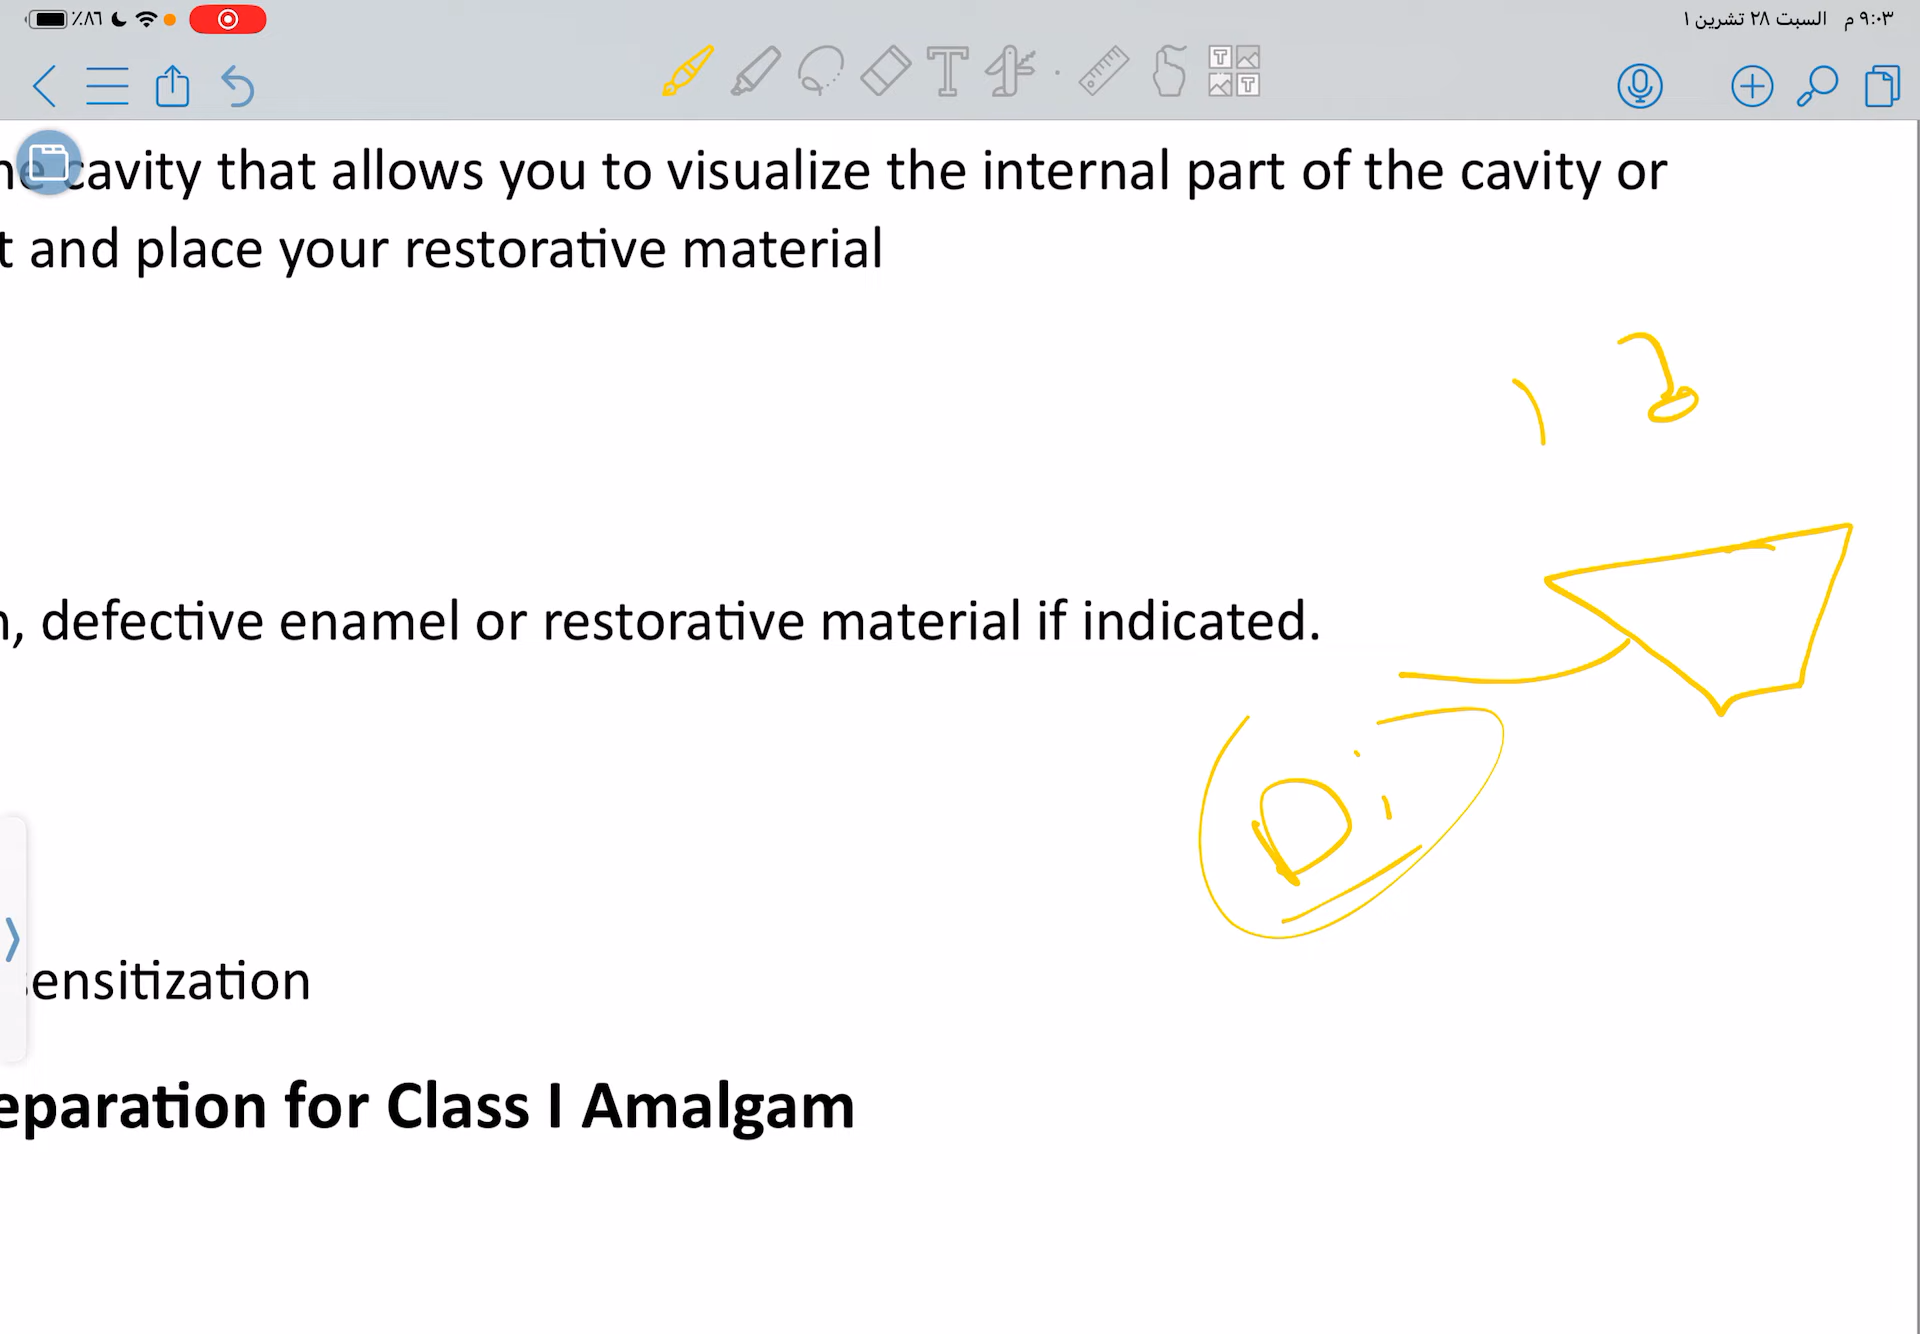 ٪٨٦
السبت ٢٨ تشرين ١ ٩:٠٣ م
cavity that allows you to visualize the internal part of the cavity or
and place your restorative material
defective enamel or restorative material if indicated.
ensitization
eparation for Class I Amalgam
Di